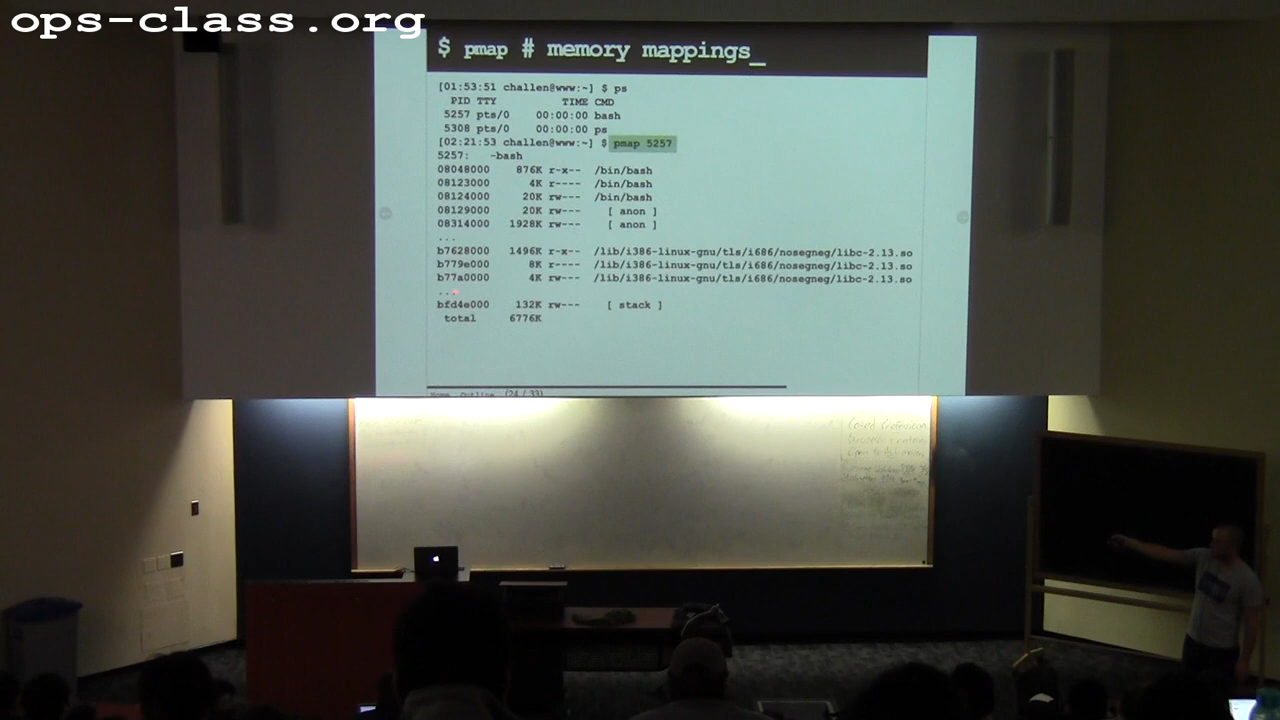 ops-class.org
$ pmap # memory mappings_
[01:53:51 challen@www:~] $ ps
PID TTY TIME CMD
5257 pts/0 00:00:00 bash
5308 pts/0 00:00:00 ps
[02:21:53 challen@www:~] $ pmap 5257
5257: -bash
08048000 876K r-x-- /bin/bash
08123000 4K r---- /bin/bash
08124000 20K rw--- /bin/bash
08129000 20K rw--- [ anon ]
08314000 1928K rw--- [ anon ]
...
b7628000 1496K r-x-- /lib/i386-linux-gnu/tls/i686/nosegneg/libc-2.13.so
b779e000 8K r---- /lib/i386-linux-gnu/tls/i686/nosegneg/libc-2.13.so
b77a0000 4K rw--- /lib/i386-linux-gnu/tls/i686/nosegneg/libc-2.13.so
...
bfd4e000 132K rw--- [ stack ]
total 6776K
Outline (24 / 33)